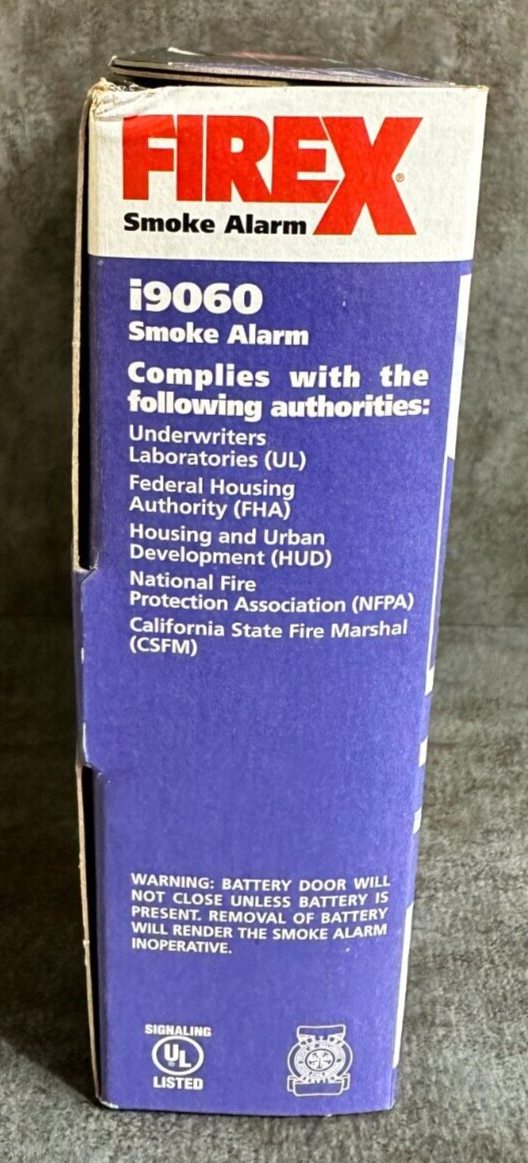 FIREX®
Smoke Alarm
i9060
Smoke Alarm
Complies with the
following authorities:
Underwriters
Laboratories (UL)
Federal Housing
Authority (FHA)
Housing and Urban
Development (HUD)
National Fire
Protection Association (NFPA)
California State Fire Marshal
(CSFM)
WARNING: BATTERY DOOR WILL
NOT CLOSE UNLESS BATTERY IS
PRESENT. REMOVAL OF BATTERY
WILL RENDER THE SMOKE ALARM
INOPERATIVE.
SIGNALING
UL
LISTED